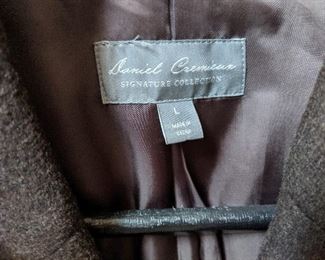 Daniel Cremieux
SIGNATURE COLLECTION
L
MADE IN